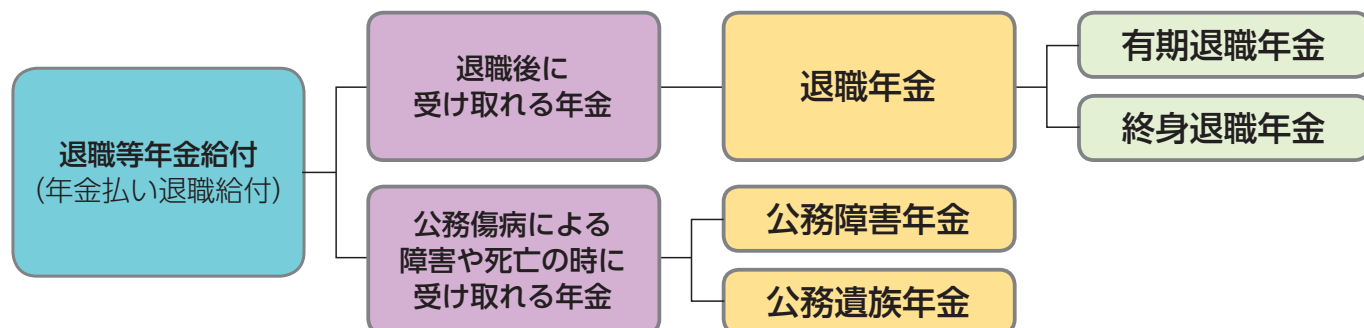 退職等年金給付
（年金払い退職給付）
退職後に
受け取れる年金
退職年金
有期退職年金
終身退職年金
公務傷病による
障害や死亡の時に
受け取れる年金
公務障害年金
公務遺族年金